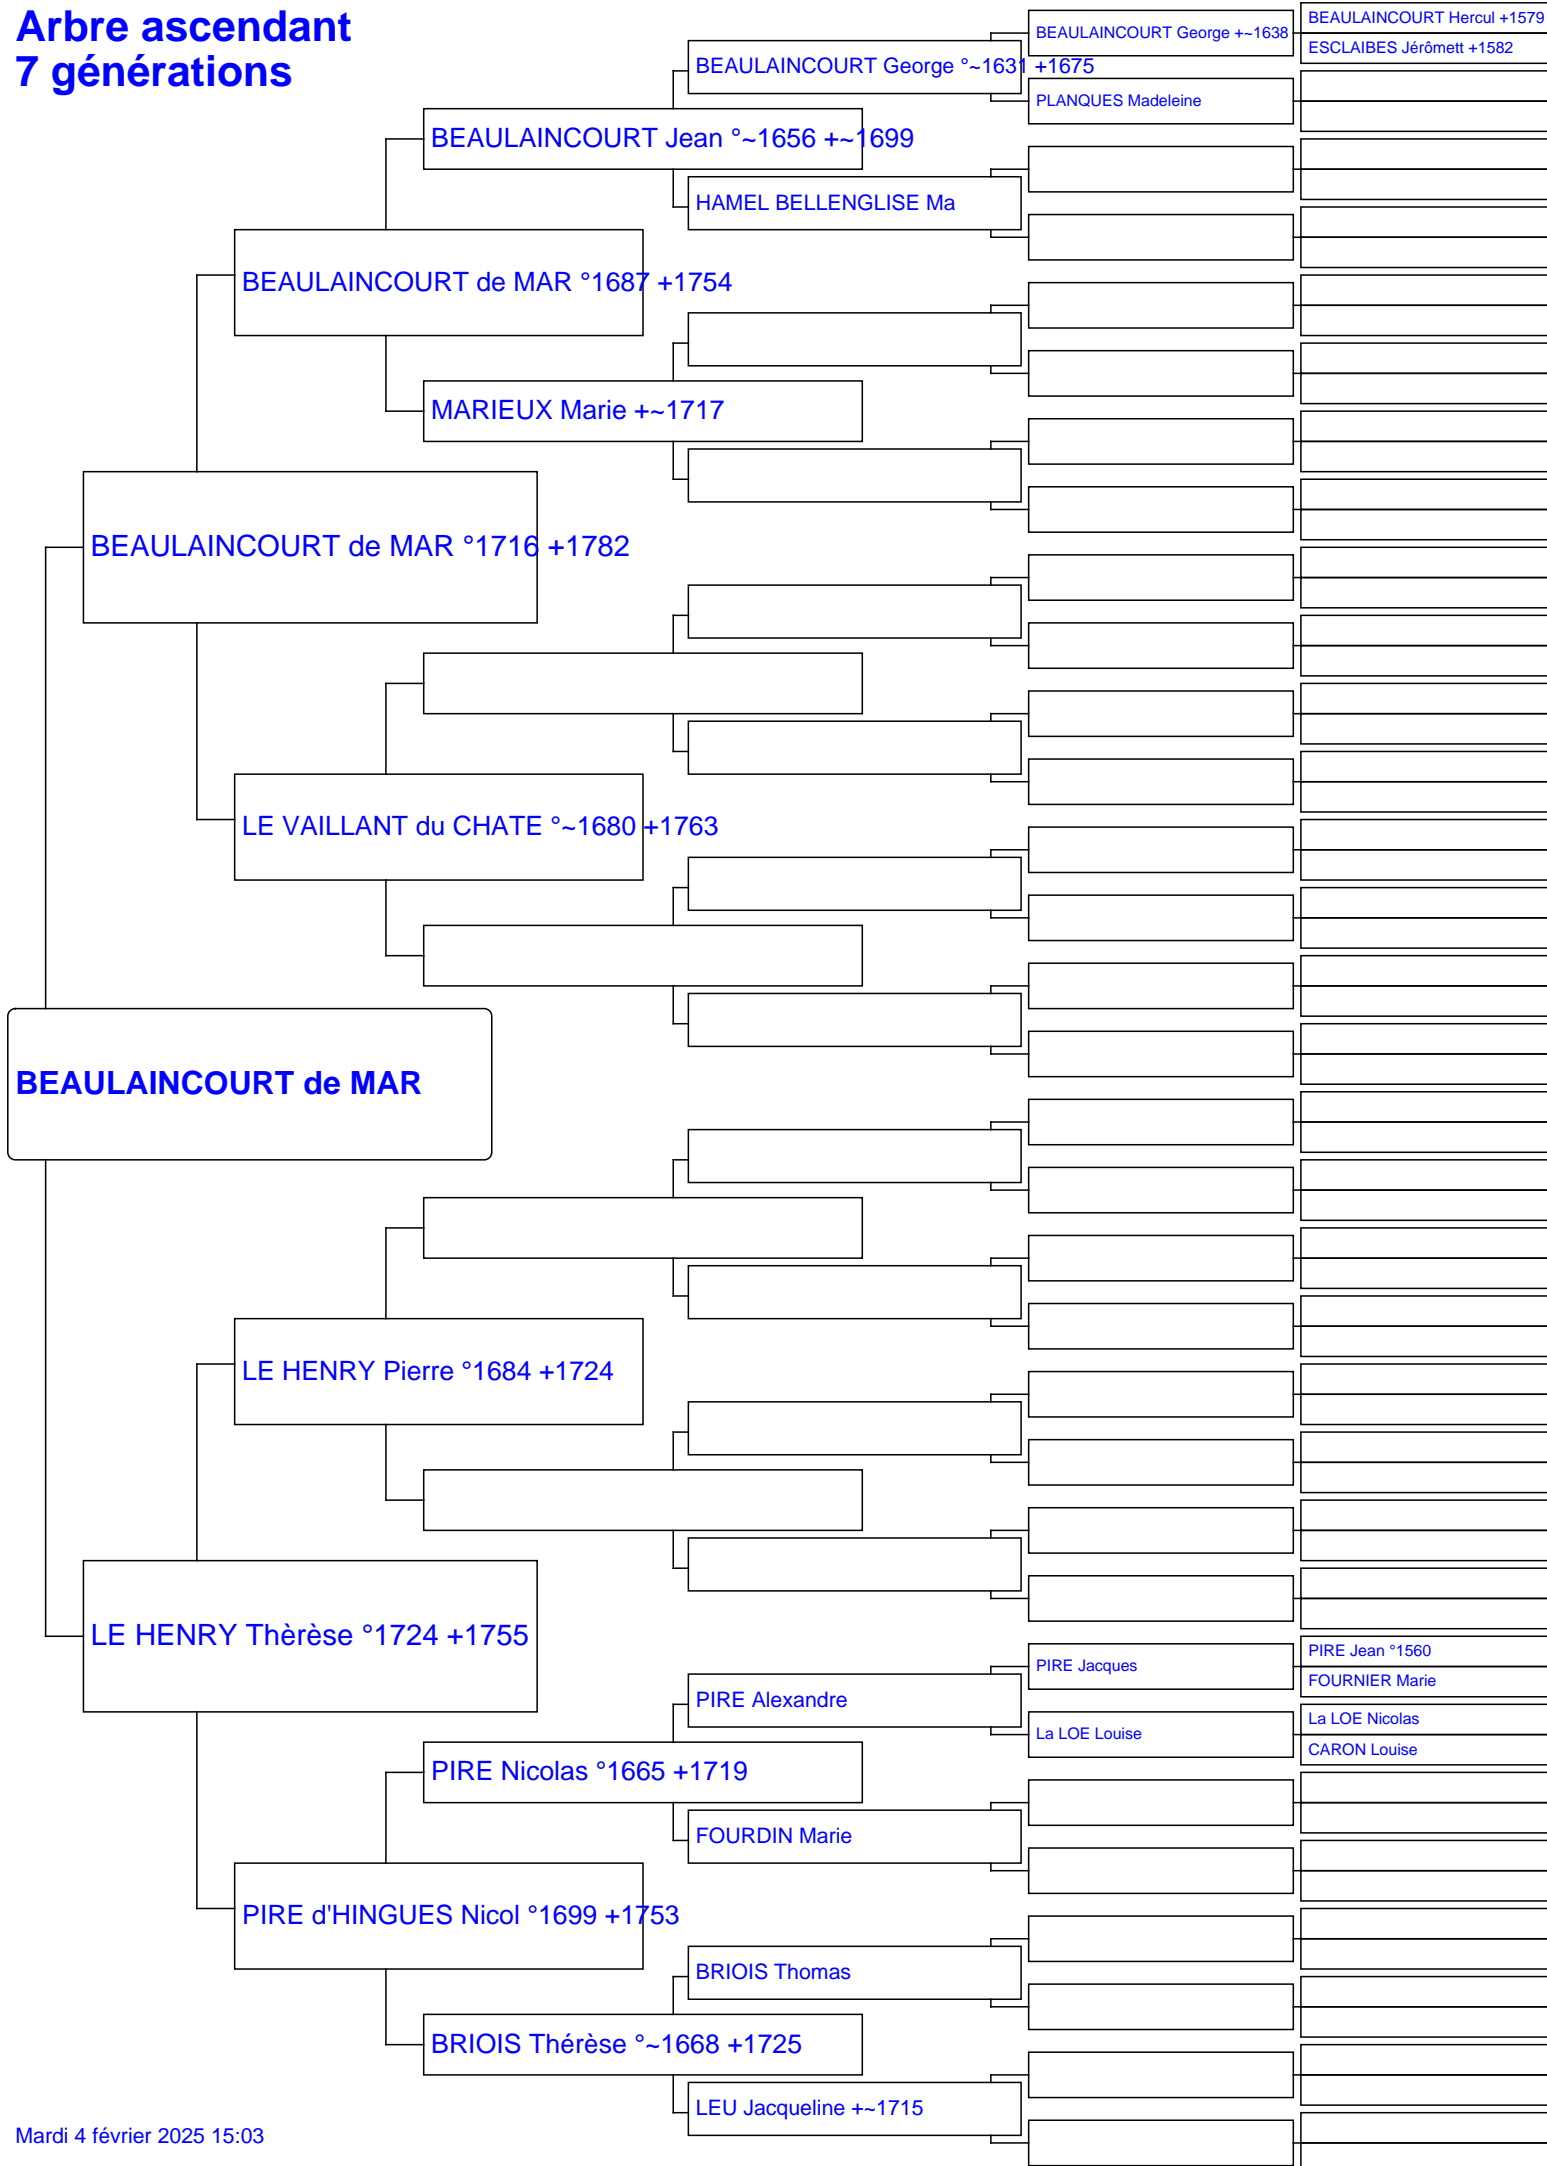 Arbre ascendant
7 générations
BEAULAINCOURT Hercul +1579
BEAULAINCOURT George +~1638
ESCLAIBES Jérômett +1582
BEAULAINCOURT George °~1631 +1675
PLANQUES Madeleine
BEAULAINCOURT Jean °~1656 +~1699
HAMEL BELLENGLISE Ma
BEAULAINCOURT de MAR °1687 +1754
MARIEUX Marie +~1717
BEAULAINCOURT de MAR °1716 +1782
LE VAILLANT du CHATE °~1680 +1763
BEAULAINCOURT de MAR
LE HENRY Pierre °1684 +1724
LE HENRY Thèrèse °1724 +1755
PIRE Jean °1560
PIRE Jacques
FOURNIER Marie
PIRE Alexandre
La LOE Nicolas
La LOE Louise
CARON Louise
PIRE Nicolas °1665 +1719
FOURDIN Marie
PIRE d'HINGUES Nicol °1699 +1753
BRIOIS Thomas
BRIOIS Thérèse °~1668 +1725
LEU Jacqueline +~1715
Mardi 4 février 2025 15:03